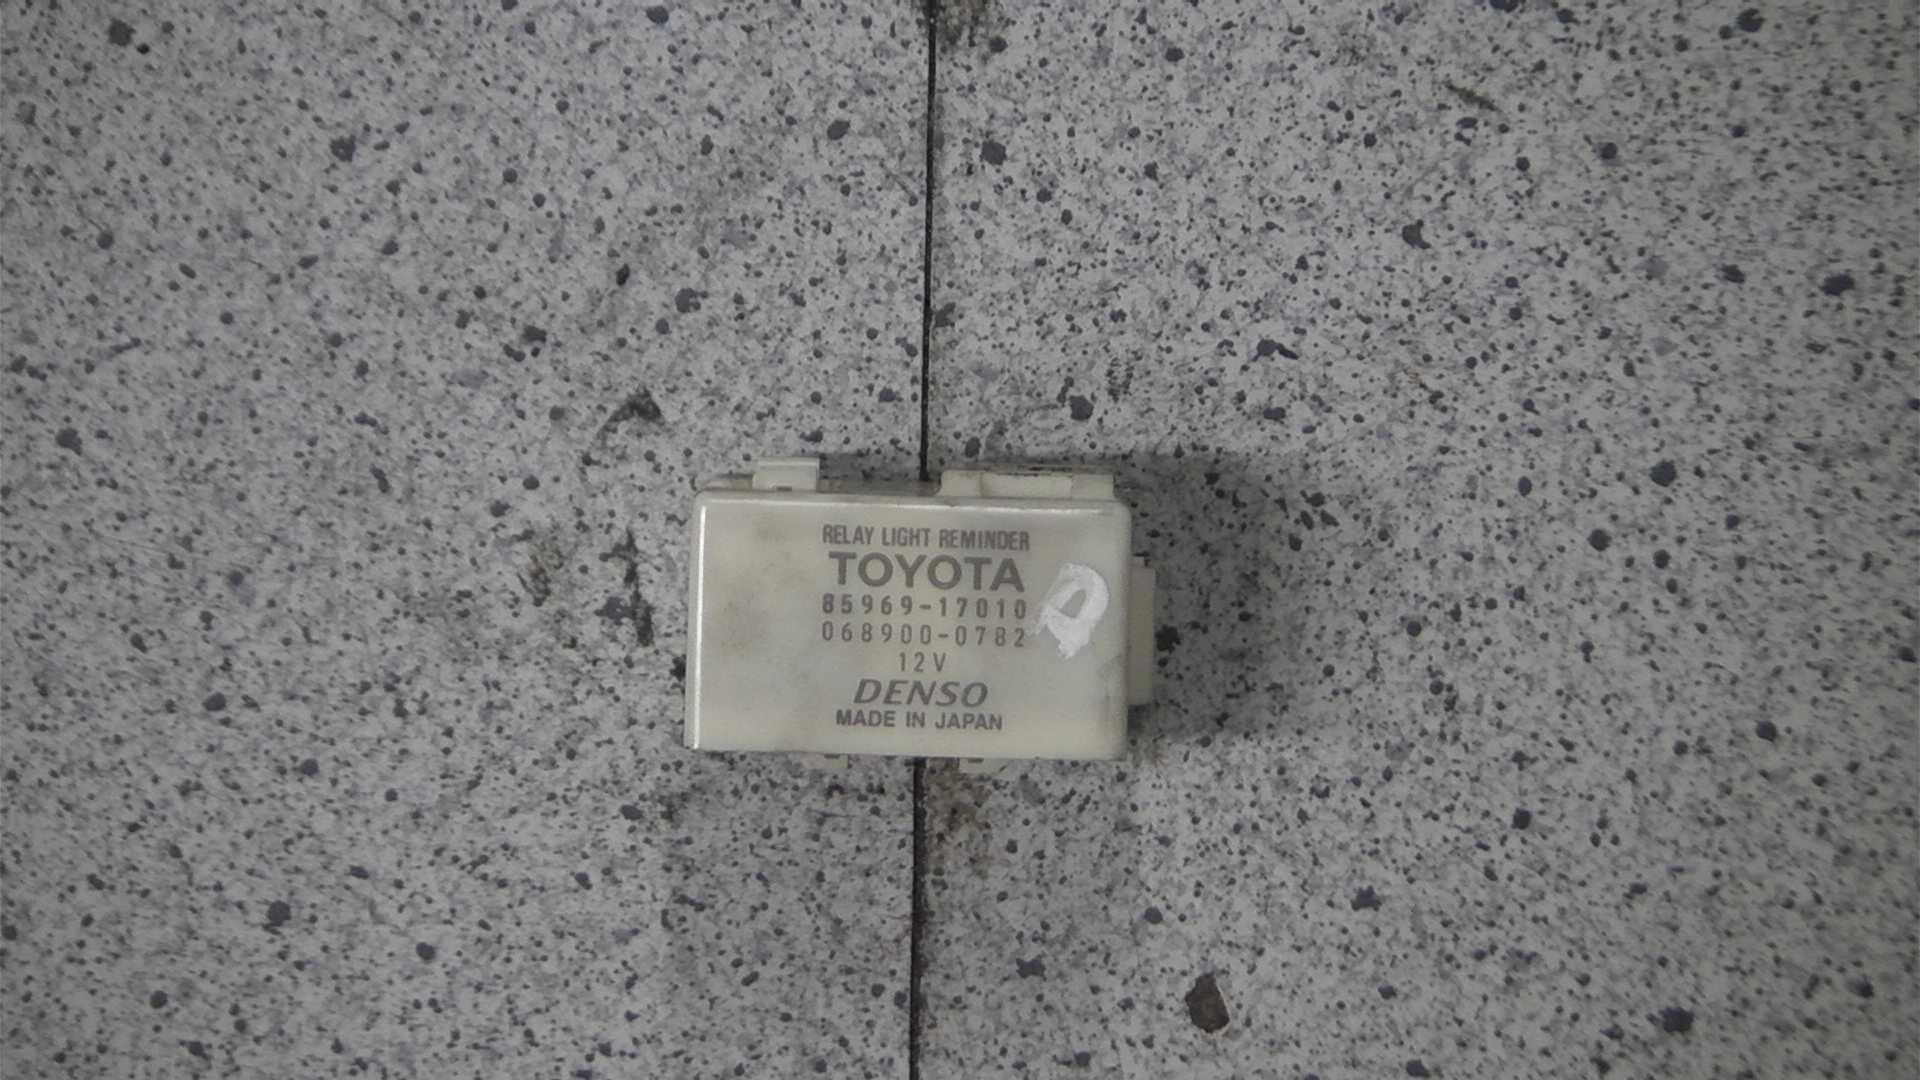 RELAY LIGHT REMINDER
TOYOTA
85969-17010
068900-0782
12V
DENSO
MADE IN JAPAN